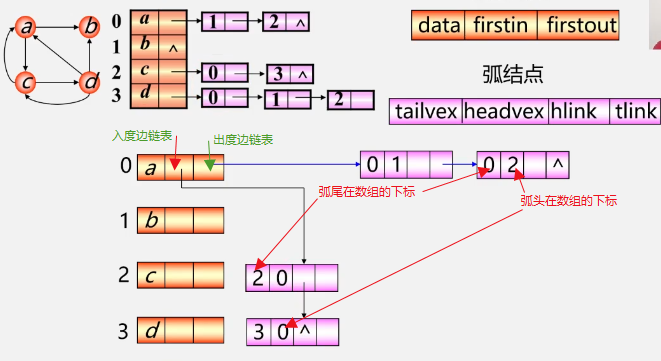 a b
c d
0 a 1 2 ^
1 b ^
2 c 0 3 ^
3 d 0 1 2
data firstin firstout
弧结点
tailvex headvex hlink tlink
入度边链表 出度边链表
0 a 0 1 0 2 ^
弧尾在数组的下标 弧头在数组的下标
1 b
2 c 2 0
3 d 3 0 ^